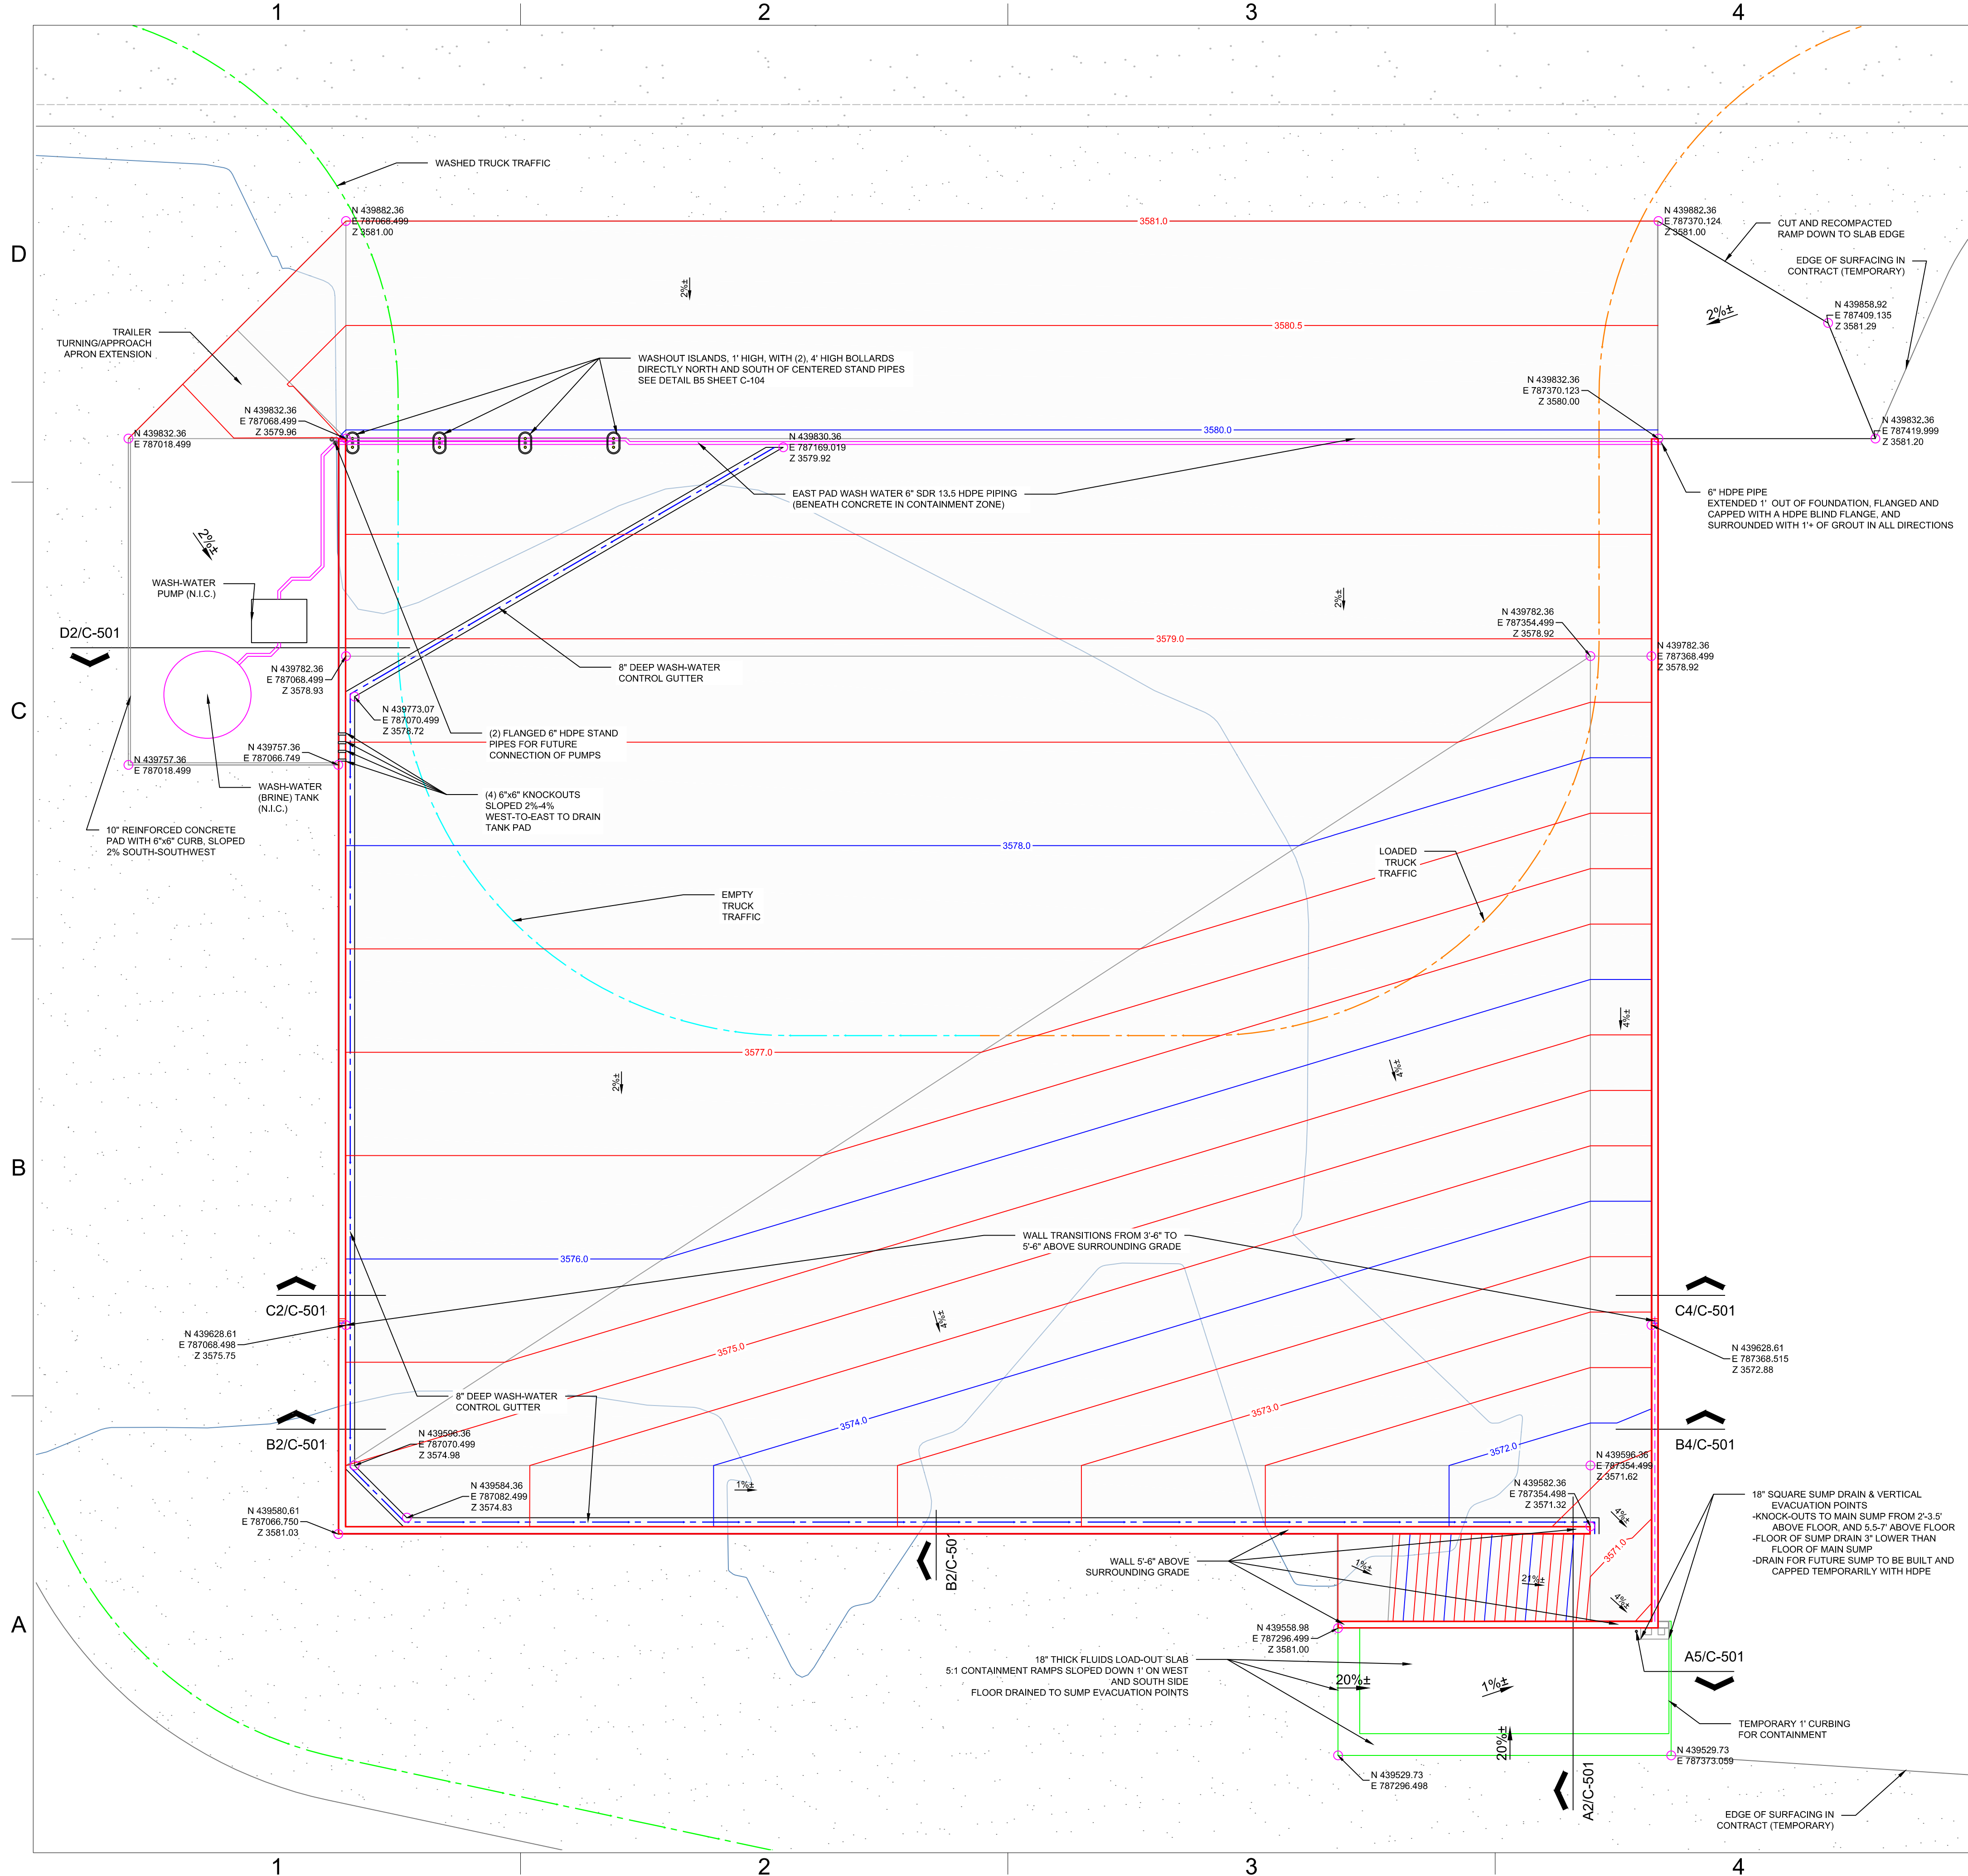 1
2
3
4
WASHED TRUCK TRAFFIC
N 439882.36
E 787068.499
Z 3581.00
3581.0
N 439882.36
E 787370.124
Z 3581.00
CUT AND RECOMPACTED
RAMP DOWN TO SLAB EDGE
D
EDGE OF SURFACING IN
CONTRACT (TEMPORARY)
2%±
N 439858.92
E 787409.135
Z 3581.29
2%±
3580.5
TRAILER
TURNING/APPROACH
APRON EXTENSION
WASHOUT ISLANDS, 1' HIGH, WITH (2), 4' HIGH BOLLARDS
DIRECTLY NORTH AND SOUTH OF CENTERED STAND PIPES
SEE DETAIL B5 SHEET C-104
N 439832.36
E 787370.123
Z 3580.00
N 439832.36
E 787068.499
Z 3579.96
N 439832.36
E 787018.499
3580.0
N 439830.36
E 787169.019
Z 3579.92
N 439832.36
E 787419.999
Z 3581.20
EAST PAD WASH WATER 6" SDR 13.5 HDPE PIPING
(BENEATH CONCRETE IN CONTAINMENT ZONE)
6" HDPE PIPE
EXTENDED 1' OUT OF FOUNDATION, FLANGED AND
CAPPED WITH A HDPE BLIND FLANGE, AND
SURROUNDED WITH 1'+ OF GROUT IN ALL DIRECTIONS
2%±
WASH-WATER
PUMP (N.I.C.)
2%±
D2/C-501
N 439782.36
E 787354.499
Z 3578.92
3579.0
N 439782.36
E 787368.499
Z 3578.92
N 439782.36
E 787068.499
Z 3578.93
8" DEEP WASH-WATER
CONTROL GUTTER
C
N 439773.07
E 787070.499
Z 3578.72
(2) FLANGED 6" HDPE STAND
PIPES FOR FUTURE
CONNECTION OF PUMPS
N 439757.36
E 787066.749
N 439757.36
E 787018.499
WASH-WATER
(BRINE) TANK
(N.I.C.)
(4) 6"x6" KNOCKOUTS
SLOPED 2%-4%
WEST-TO-EAST TO DRAIN
TANK PAD
10" REINFORCED CONCRETE
PAD WITH 6"x6" CURB, SLOPED
2% SOUTH-SOUTHWEST
3578.0
LOADED
TRUCK
TRAFFIC
EMPTY
TRUCK
TRAFFIC
4%±
3577.0
4%±
2%±
B
WALL TRANSITIONS FROM 3'-6" TO
5'-6" ABOVE SURROUNDING GRADE
3576.0
C2/C-501
C4/C-501
4%±
N 439628.61
E 787068.498
Z 3575.75
3575.0
N 439628.61
E 787368.515
Z 3572.88
8" DEEP WASH-WATER
CONTROL GUTTER
3573.0
3574.0
B2/C-501
N 439596.36
E 787070.499
Z 3574.98
3572.0
B4/C-501
N 439596.36
E 787354.499
Z 3571.62
1%±
N 439584.36
E 787082.499
Z 3574.83
N 439582.36
E 787354.498
Z 3571.32
N 439580.61
E 787066.750
Z 3581.03
4%±
18" SQUARE SUMP DRAIN & VERTICAL
EVACUATION POINTS
-KNOCK-OUTS TO MAIN SUMP FROM 2'-3.5'
ABOVE FLOOR, AND 5.5-7' ABOVE FLOOR
-FLOOR OF SUMP DRAIN 3" LOWER THAN
FLOOR OF MAIN SUMP
-DRAIN FOR FUTURE SUMP TO BE BUILT AND
CAPPED TEMPORARILY WITH HDPE
B2/C-50
WALL 5'-6" ABOVE
SURROUNDING GRADE
1%±
21%±
3571.0
4%±
A
N 439558.98
E 787296.499
Z 3581.00
18" THICK FLUIDS LOAD-OUT SLAB
5:1 CONTAINMENT RAMPS SLOPED DOWN 1' ON WEST
AND SOUTH SIDE
FLOOR DRAINED TO SUMP EVACUATION POINTS
A5/C-501
20%±
1%±
20%±
TEMPORARY 1' CURBING
FOR CONTAINMENT
N 439529.73
E 787373.059
N 439529.73
E 787296.498
A2/C-501
EDGE OF SURFACING IN
CONTRACT (TEMPORARY)
1
2
3
4